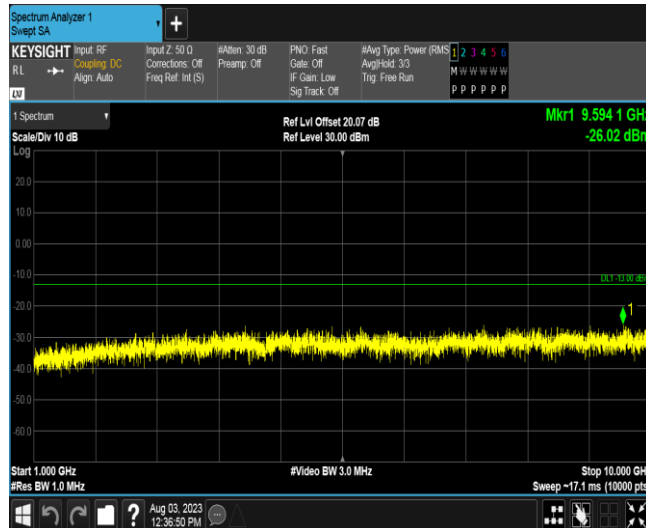 Spectrum Analyzer 1
Swept SA
+
KEYSIGHT
RL
LXI
Input: RF
Coupling: DC
Align: Auto
Input Z: 50 Ω
Corrections: Off
Freq Ref: Int (S)
#Atten: 30 dB
Preamp: Off
PNO: Fast
Gate: Off
IF Gain: Low
Sig Track: Off
#Avg Type: Power (RMS
Avg|Hold: 3/3
Trig: Free Run
1 2 3 4 5 6
M W W W W W
P P P P P P
1 Spectrum
Scale/Div 10 dB
Ref Lvl Offset 20.07 dB
Ref Level 30.00 dBm
Mkr1 9.594 1 GHz
-26.02 dBm
Log
20.0
10.0
0.00
-10.0
DL1 -13.00 dBm
-20.0
1
-30.0
-40.0
-50.0
-60.0
Start 1.000 GHz
#Res BW 1.0 MHz
#Video BW 3.0 MHz
Stop 10.000 GHz
Sweep ~17.1 ms (10000 pts
?
Aug 03, 2023
12:36:50 PM